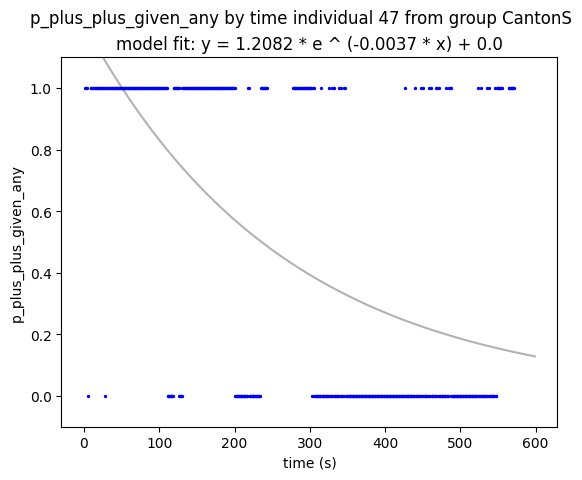 p_plus_plus_given_any by time individual 47 from group CantonS
model fit: y = 1.2082 * e ^ (-0.0037 * x) + 0.0
1.0
0.8
0.6
0.4
0.2
0.0
p_plus_plus_given_any
0 100 200 300 400 500 600
time (s)